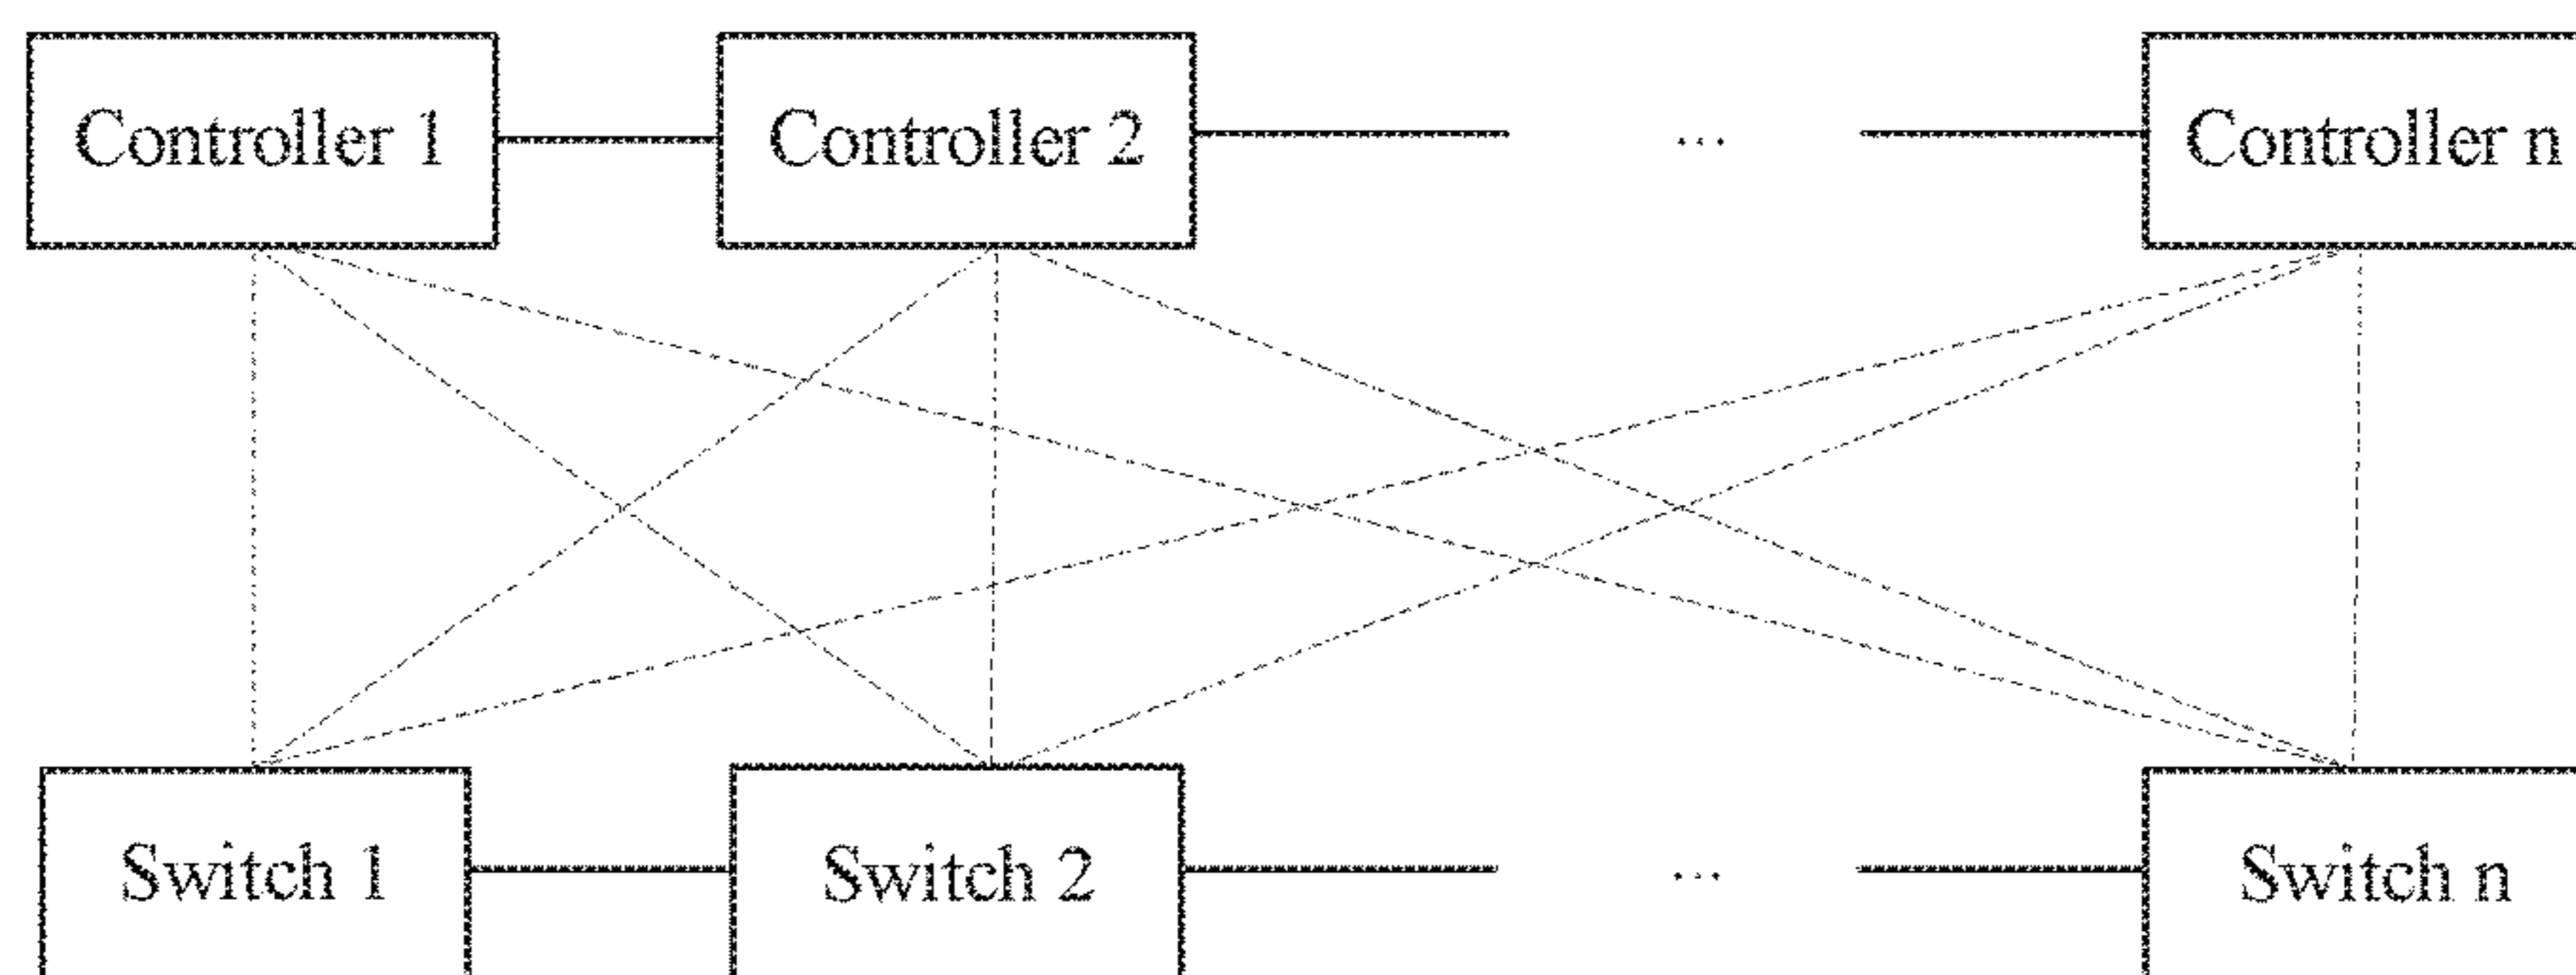 Controller 1
Controller 2
...
Controller n
Switch 1
Switch 2
...
Switch n